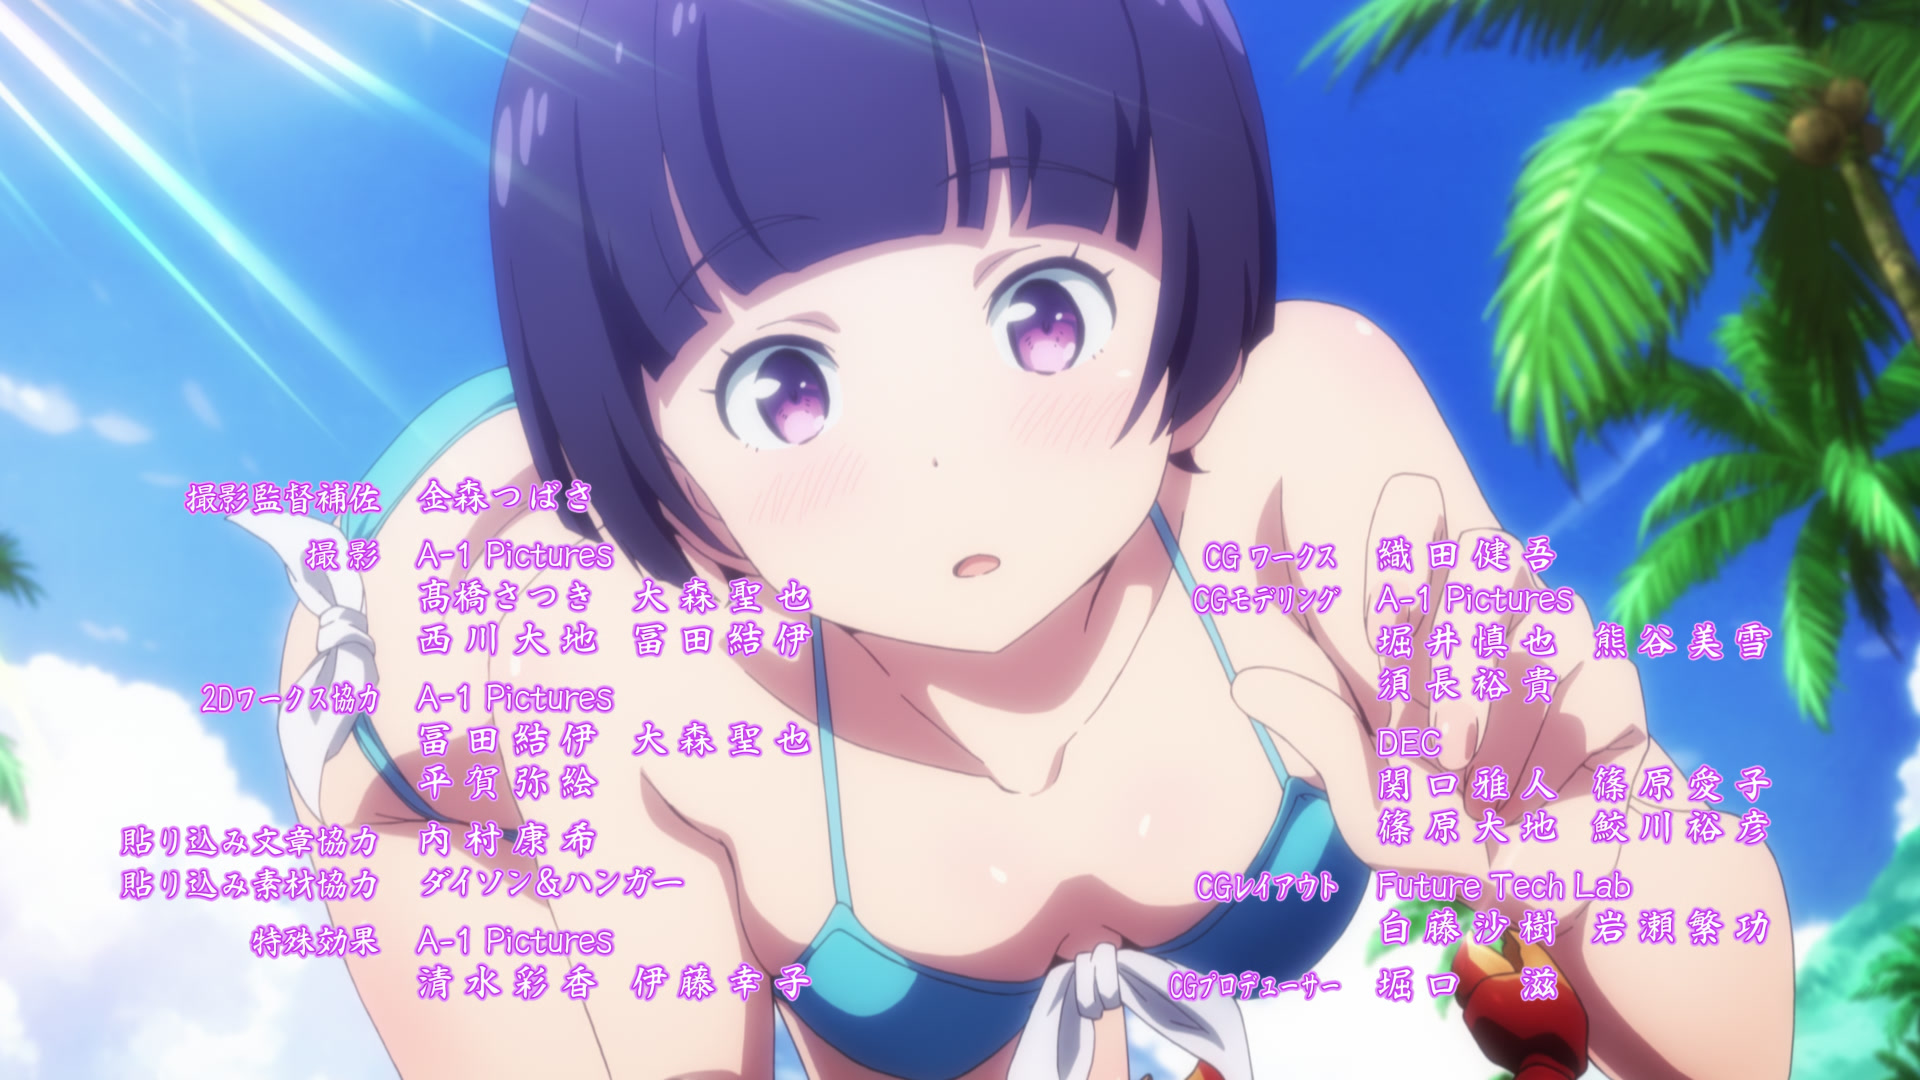 撮影監督補佐 金森つばさ
撮影 A-1 Pictures
髙橋さつき 大森聖也
西川大地 冨田結伊
2Dワークス協力 A-1 Pictures
冨田結伊 大森聖也
平賀弥絵
貼り込み文章協力 内村康希
貼り込み素材協力 ダイソン&ハンガー
特殊効果 A-1 Pictures
清水彩香 伊藤幸子
CG ワークス 織田健吾
CGモデリング A-1 Pictures
堀井慎也 熊谷美雪
須長裕貴
DEC
関口雅人 篠原愛子
篠原大地 鮫川裕彦
CGレイアウト Future Tech Lab
白藤沙樹 岩瀬繁功
CGプロデューサー 堀口 滋